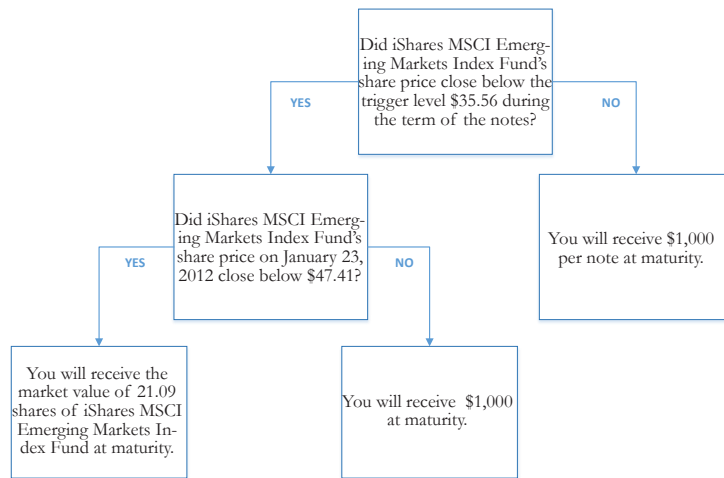 Did iShares MSCI Emerg-
ing Markets Index Fund's
share price close below the
trigger level $35.56 during
the term of the notes?
YES
NO
Did iShares MSCI Emerg-
ing Markets Index Fund's
share price on January 23,
2012 close below $47.41?
You will receive $1,000
per note at maturity.
YES
NO
You will receive the
market value of 21.09
shares of iShares MSCI
Emerging Markets In-
dex Fund at maturity.
You will receive $1,000
at maturity.